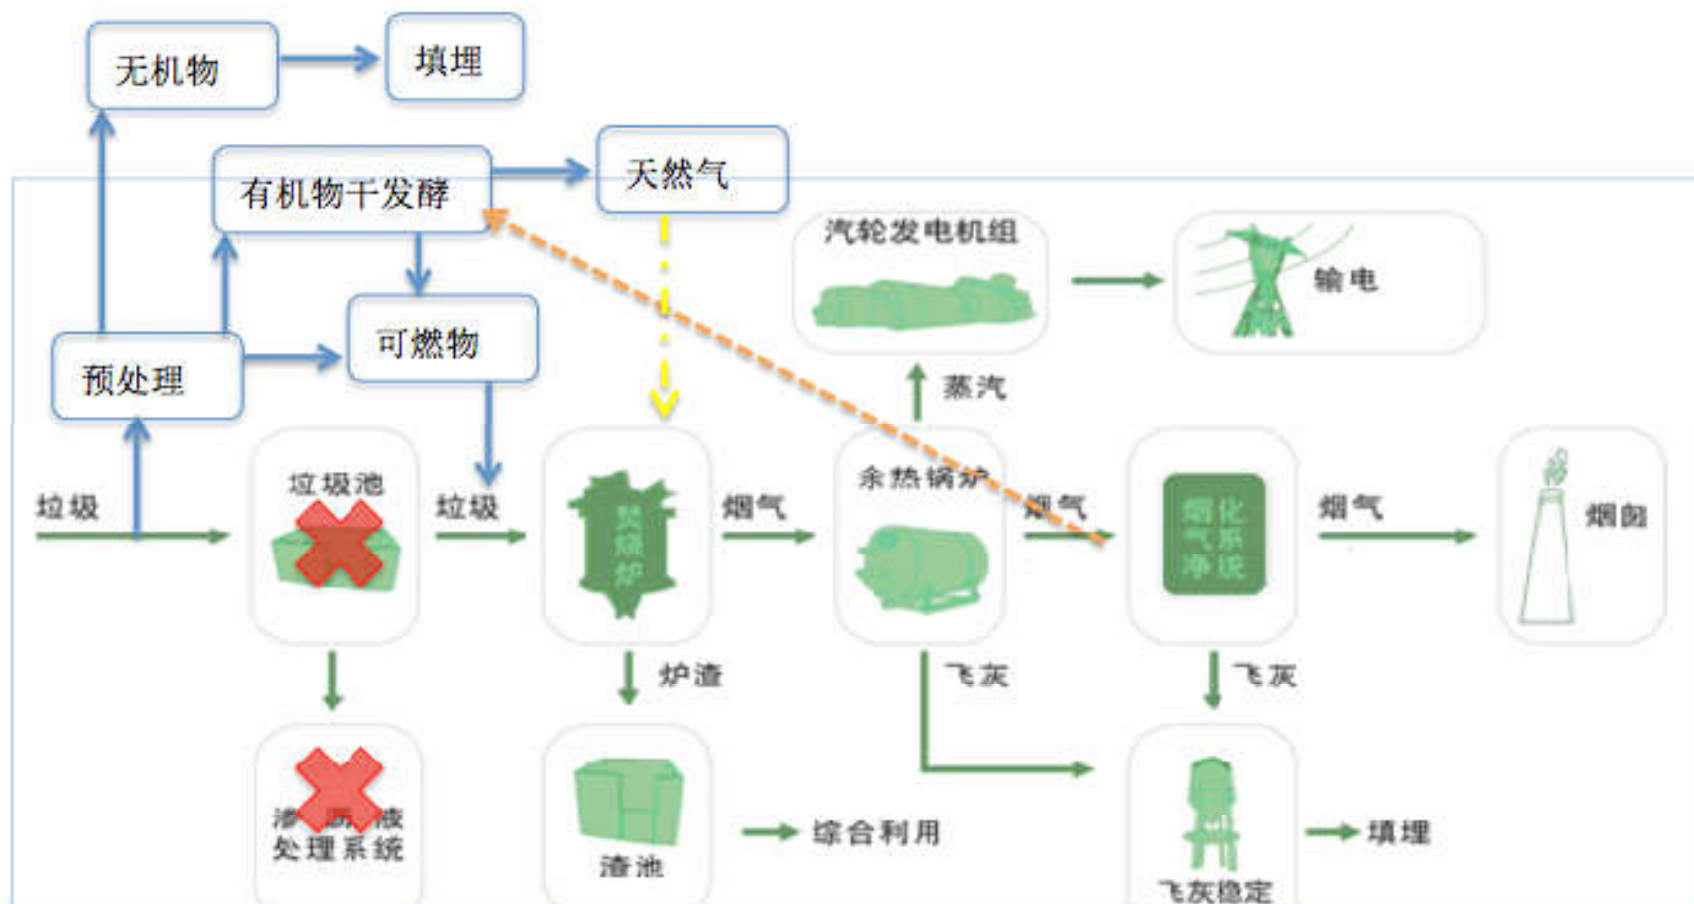 无机物
填埋
有机物干发酵
天然气
汽轮发电机组
输电
可燃物
预处理
蒸汽
垃圾
垃圾池
垃圾
焚烧炉
烟气
余热锅炉
烟气
烟气净化系统
烟气
烟囱
炉渣
飞灰
飞灰
渗 液
处理系统
渣池
综合利用
飞灰稳定
填埋